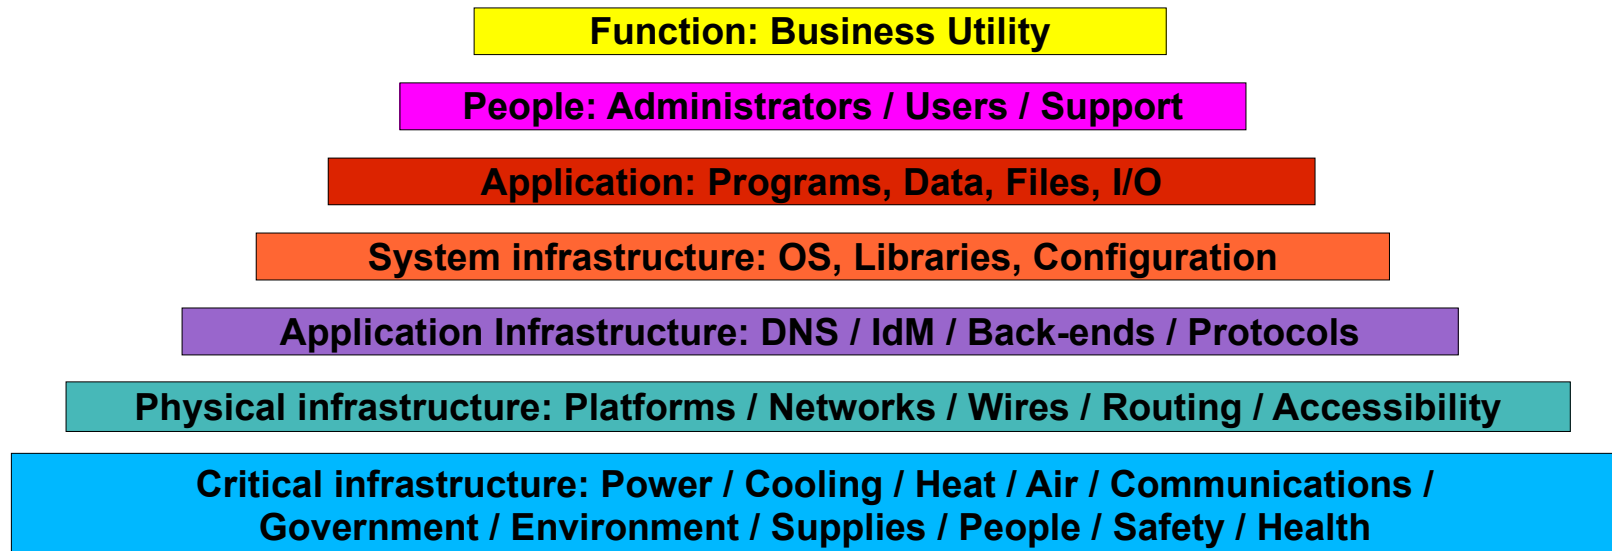 Function: Business Utility
People: Administrators / Users / Support
Application: Programs, Data, Files, I/O
System infrastructure: OS, Libraries, Configuration
Application Infrastructure: DNS / IdM / Back-ends / Protocols
Physical infrastructure: Platforms / Networks / Wires / Routing / Accessibility
Critical infrastructure: Power / Cooling / Heat / Air / Communications /
Government / Environment / Supplies / People / Safety / Health